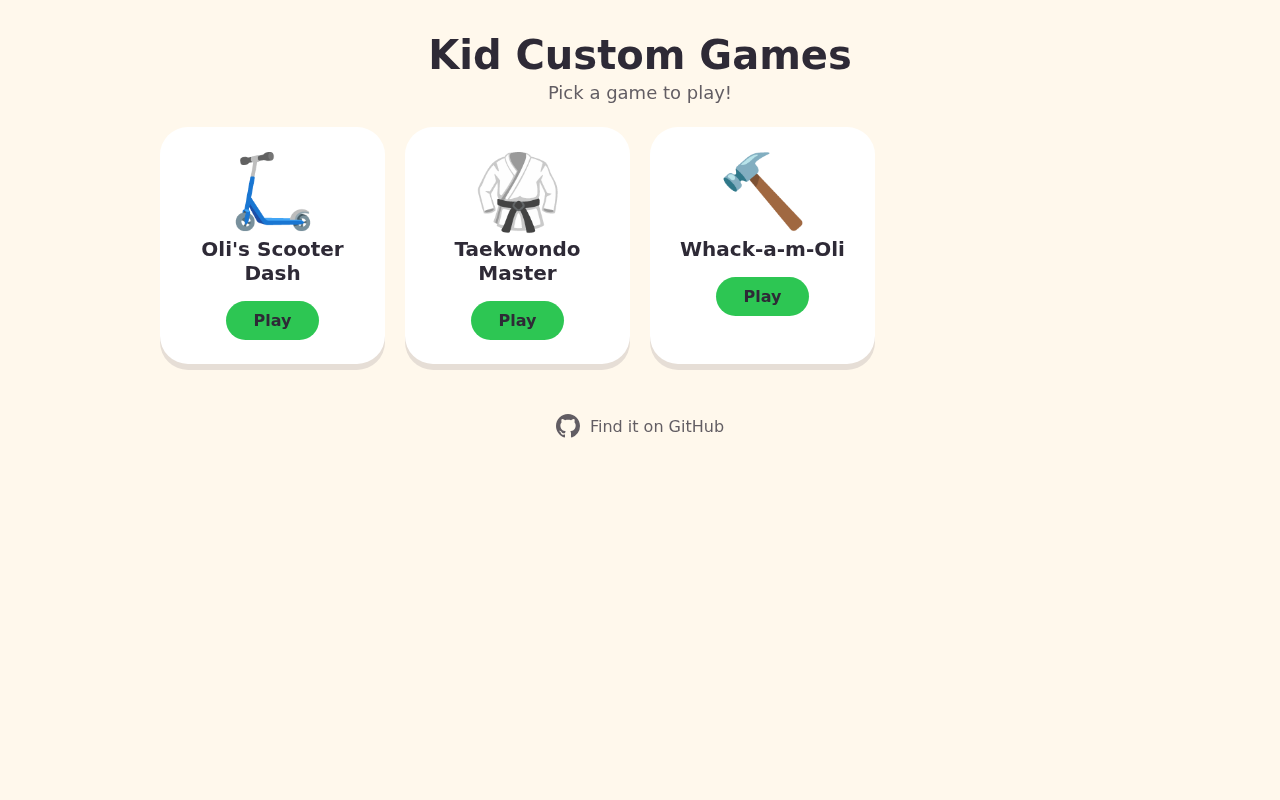 Kid Custom Games
Pick a game to play!
Oli's Scooter
Dash
Play
Taekwondo
Master
Play
Whack-a-m-Oli
Play
Find it on GitHub